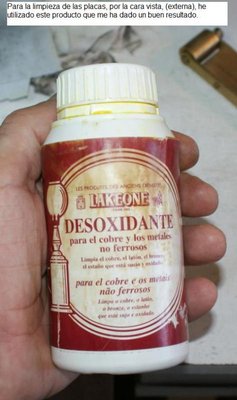 Para la limpieza de las placas, por la cara vista, (externa), he
utilizado este producto que me ha dado un buen resultado.
LES PRODUITS DES ANCIENS
LAKEONE
DESOXIDANTE
para el cobre y los metales
no ferrosos
Limpia el cobre, el latón, el bronce,
el estaño que está sucio y oxidado.
para el cobre e os metais
não ferrosos
Limpa o cobre, o latão,
o bronze, o estanho
que está sujo e oxidado.